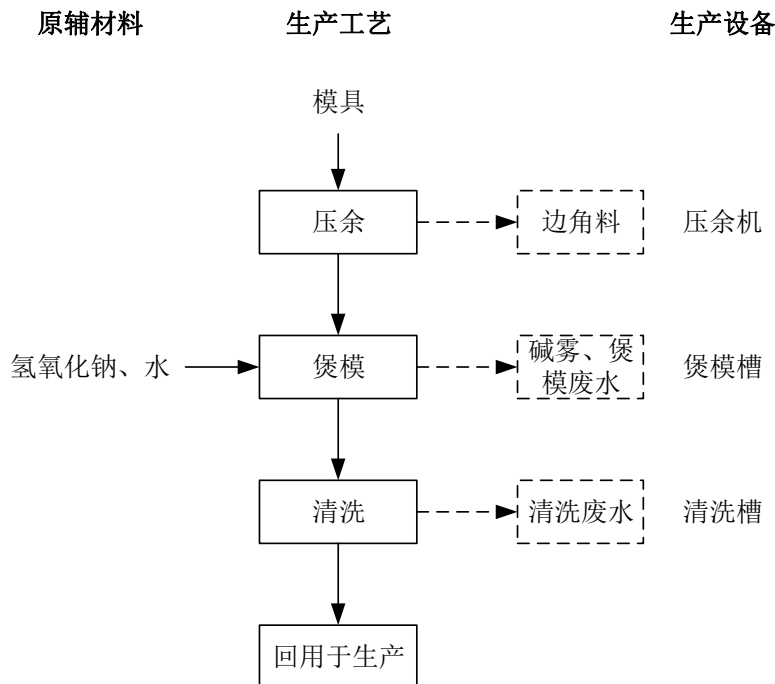 原辅材料
生产工艺
生产设备
模具
压余
边角料
压余机
氢氧化钠、水
煲模
碱雾、煲
模废水
煲模槽
清洗
清洗废水
清洗槽
回用于生产